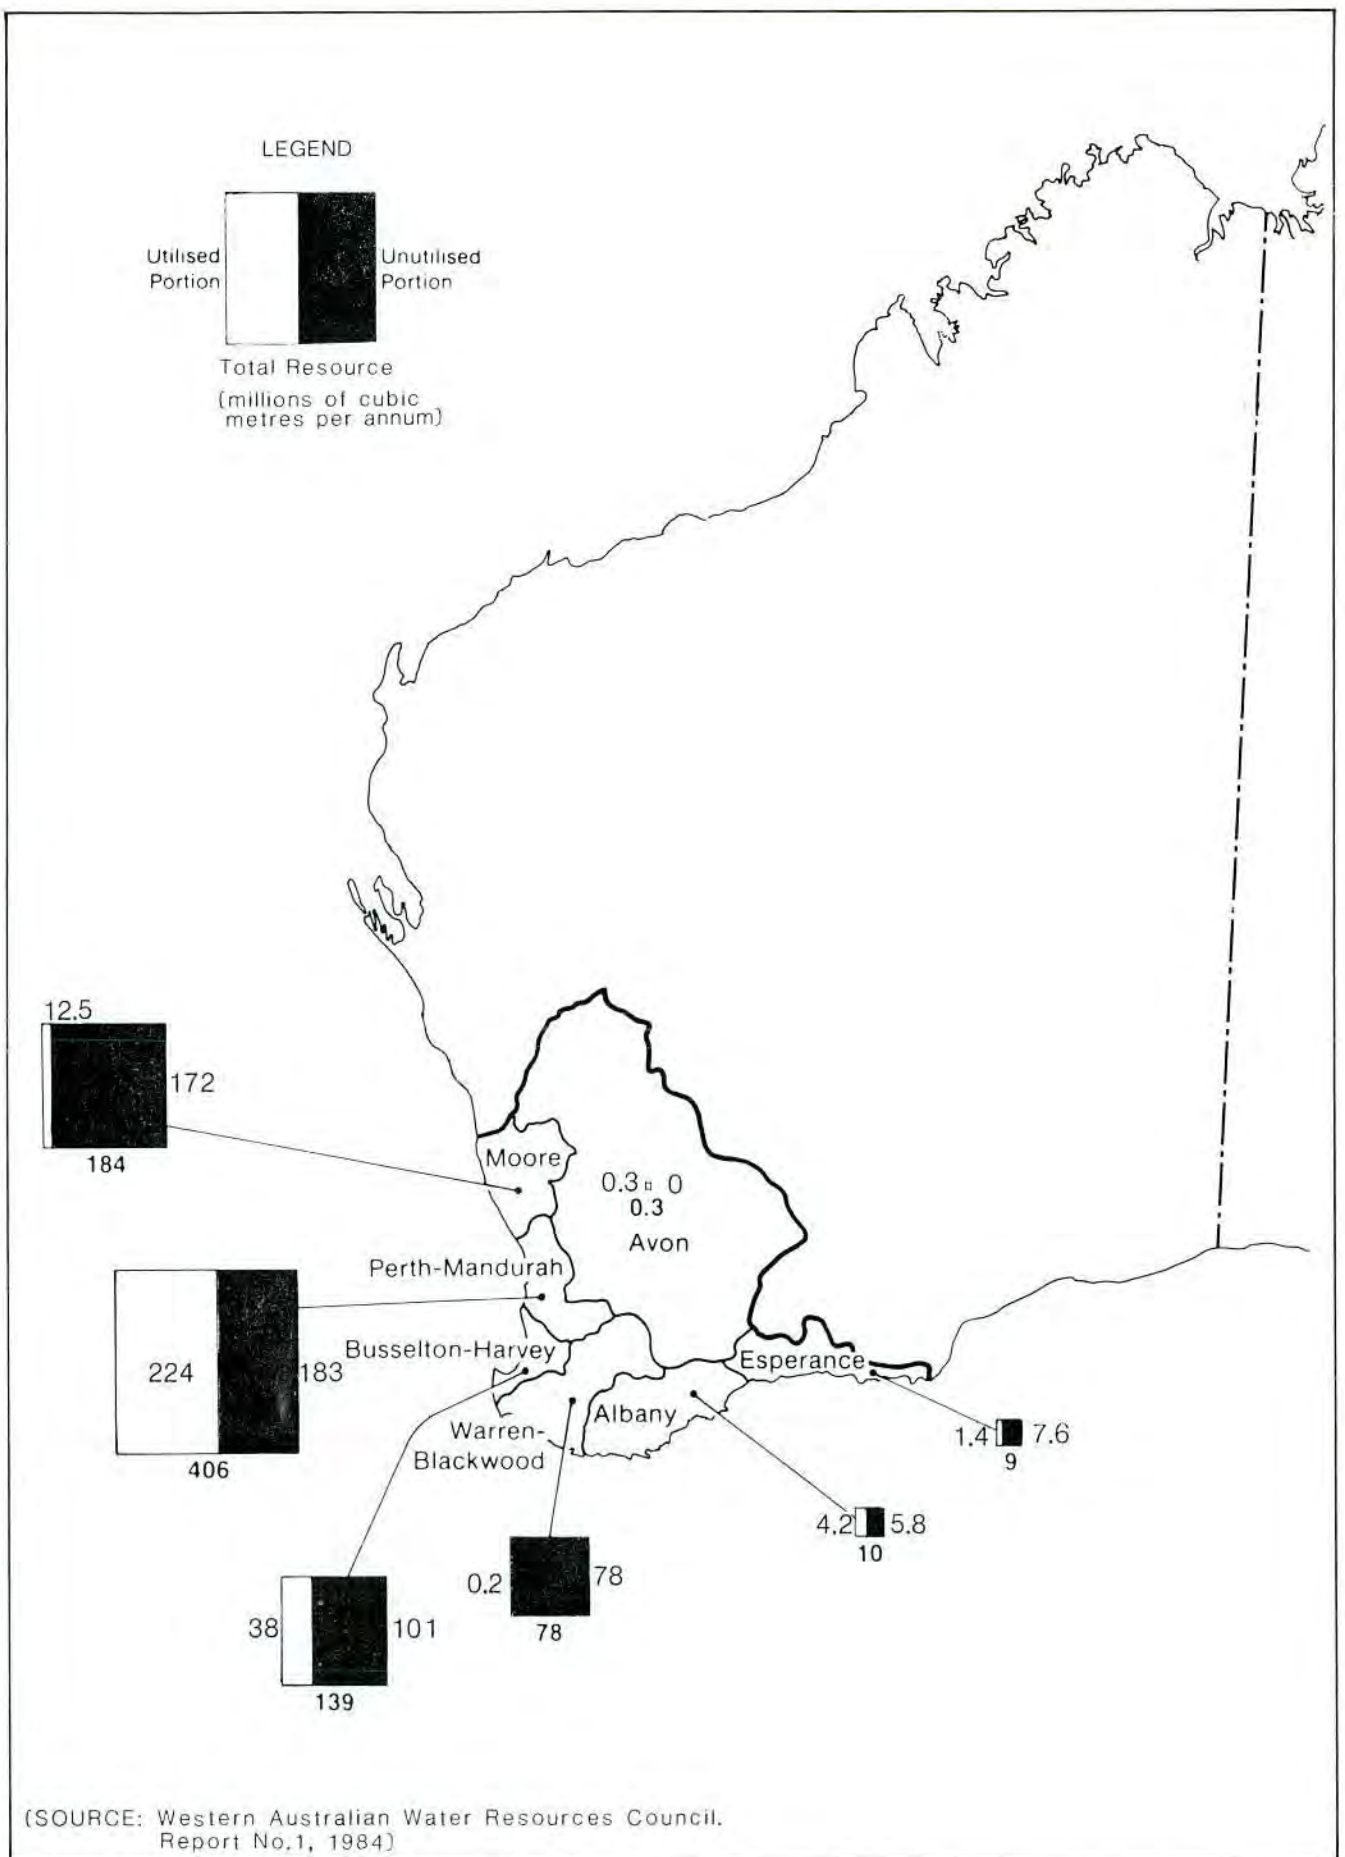 LEGEND
Utilised
Portion
Unutilised
Portion
Total Resource
(millions of cubic
metres per annum)
12.5
172
184
Moore
0.3 0
0.3
Avon
Perth-Mandurah
224
183
406
Busselton-Harvey
Esperance
Albany
Warren-
Blackwood
1.4
7.6
9
4.2
5.8
10
0.2
78
78
38
101
139
(SOURCE: Western Australian Water Resources Council.
Report No.1, 1984)